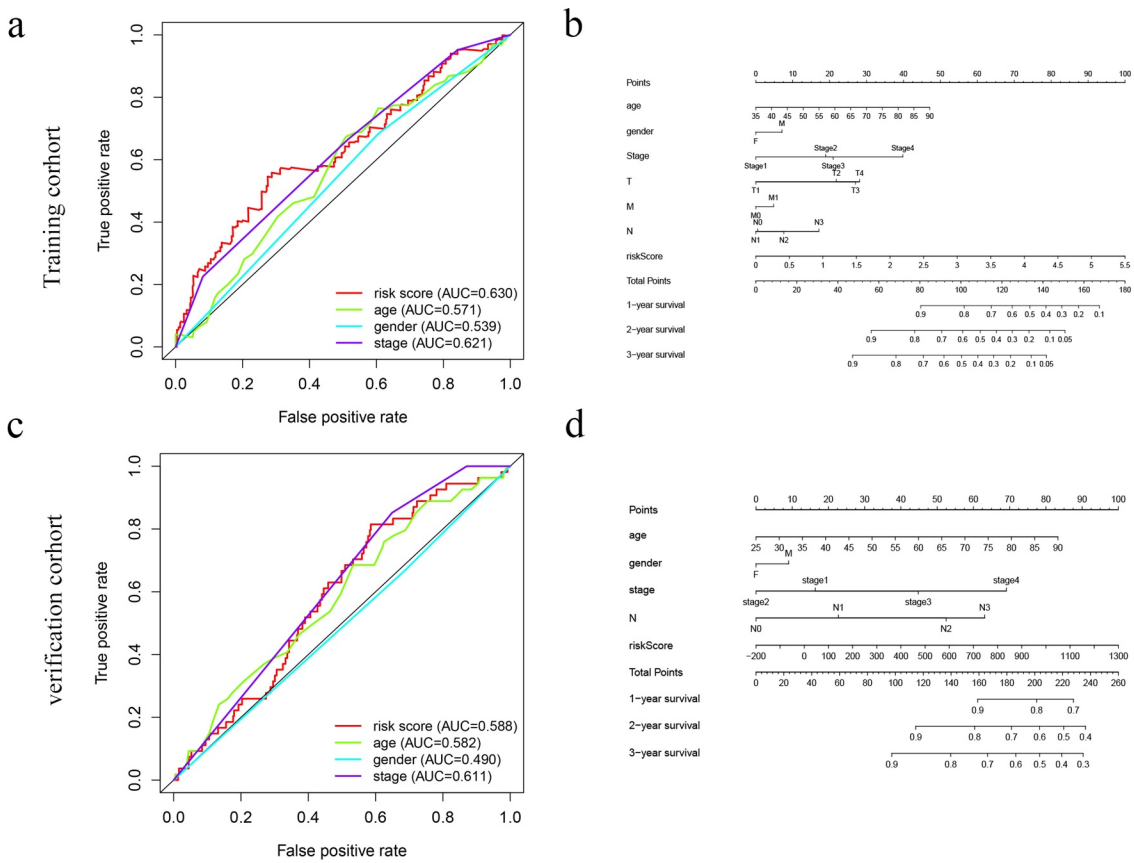 a
Training corhort
True positive rate
1.0
0.8
0.6
0.4
0.2
0.0
risk score (AUC=0.630)
age (AUC=0.571)
gender (AUC=0.539)
stage (AUC=0.621)
0.0 0.2 0.4 0.6 0.8 1.0
False positive rate
b
Points
0 10 20 30 40 50 60 70 80 90 100
age
35 40 45 50 55 60 65 70 75 80 85 90
gender
M
F
Stage
Stage2 Stage4
Stage1 Stage3
T
T2 T4
T1 T3
M
M1
M0
N
N0 N3
N1 N2
riskScore
0 0.5 1 1.5 2 2.5 3 3.5 4 4.5 5 5.5
Total Points
0 20 40 60 80 100 120 140 160 180
1-year survival
0.9 0.8 0.7 0.6 0.5 0.4 0.3 0.2 0.1
2-year survival
0.9 0.8 0.7 0.6 0.5 0.4 0.3 0.2 0.1 0.05
3-year survival
0.9 0.8 0.7 0.6 0.5 0.4 0.3 0.2 0.1 0.05
c
verification corhort
True positive rate
1.0
0.8
0.6
0.4
0.2
0.0
risk score (AUC=0.588)
age (AUC=0.582)
gender (AUC=0.490)
stage (AUC=0.611)
0.0 0.2 0.4 0.6 0.8 1.0
False positive rate
d
Points
0 10 20 30 40 50 60 70 80 90 100
age
25 30 35 40 45 50 55 60 65 70 75 80 85 90
gender
M
F
stage
stage1 stage4
stage2 stage3
N
N1 N3
N0 N2
riskScore
-200 0 100 200 300 400 500 600 700 800 900 1100 1300
Total Points
0 20 40 60 80 100 120 140 160 180 200 220 240 260
1-year survival
0.9 0.8 0.7
2-year survival
0.9 0.8 0.7 0.6 0.5 0.4
3-year survival
0.9 0.8 0.7 0.6 0.5 0.4 0.3